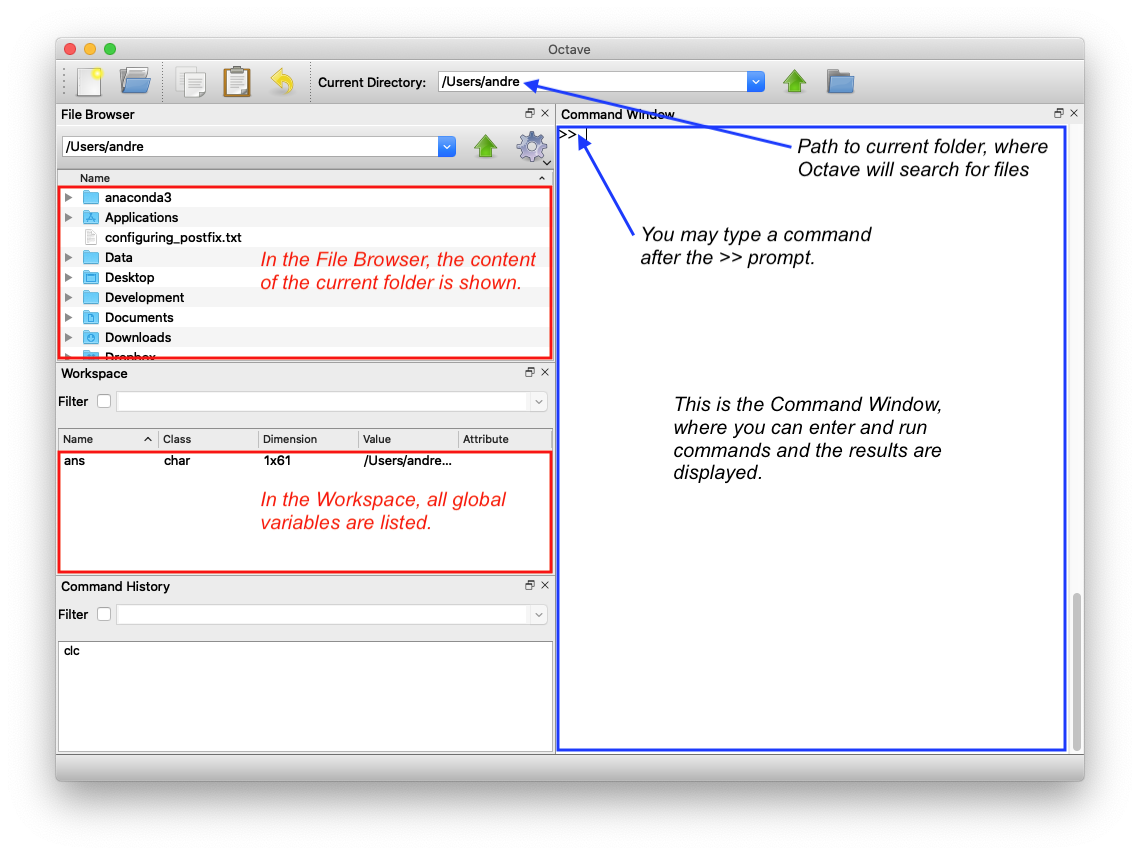 Octave
Current Directory: /Users/andre
File Browser
/Users/andre
Name
anaconda3
Applications
configuring_postfix.txt
Data
Desktop
Development
Documents
Downloads
Dropbox
In the File Browser, the content
of the current folder is shown.
Workspace
Filter
Name Class Dimension Value Attribute
ans char 1x61 /Users/andre...
In the Workspace, all global
variables are listed.
Command History
Filter
clc
Command Window
>>
Path to current folder, where
Octave will search for files
You may type a command
after the >> prompt.
This is the Command Window,
where you can enter and run
commands and the results are
displayed.